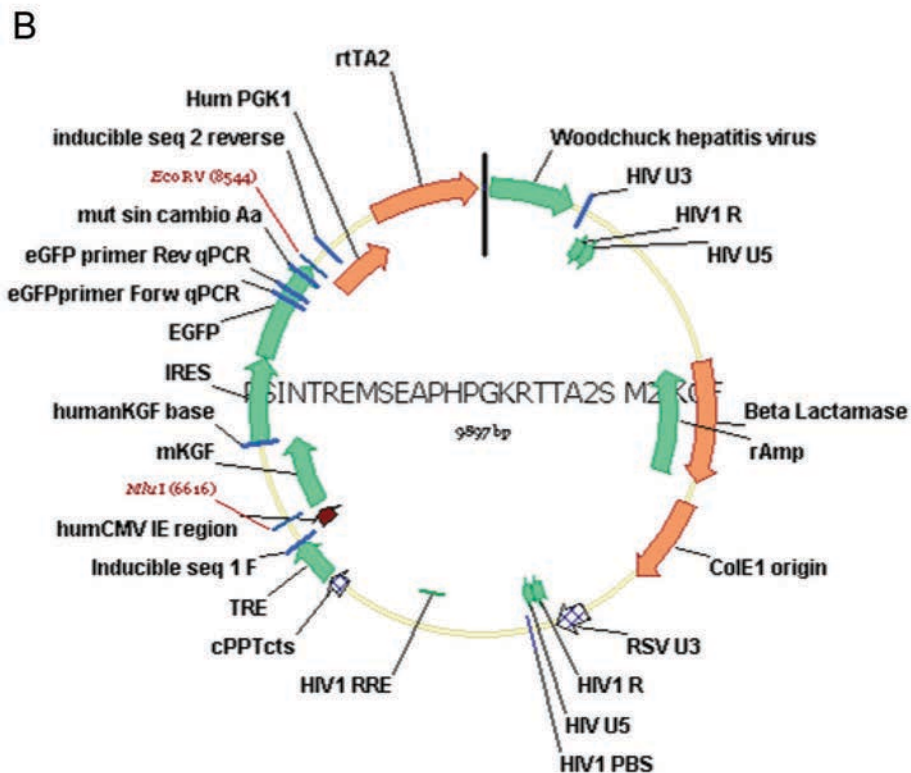 B
rtTA2
Hum PGK1
inducible seq 2 reverse
EcoRV (8544)
mut sin cambio Aa
eGFP primer Rev qPCR
eGFPprimer Forw qPCR
EGFP
IRES
humanKGF base
mKGF
MluI (6616)
humCMV IE region
Inducible seq 1 F
TRE
cPPTcts
HIV1 RRE
Woodchuck hepatitis virus
HIV U3
HIV1 R
HIV U5
PSINTREMSEAPHPGKRTTA2S
9897 bp
Beta Lactamase
rAmp
ColE1 origin
RSV U3
HIV1 R
HIV U5
HIV1 PBS